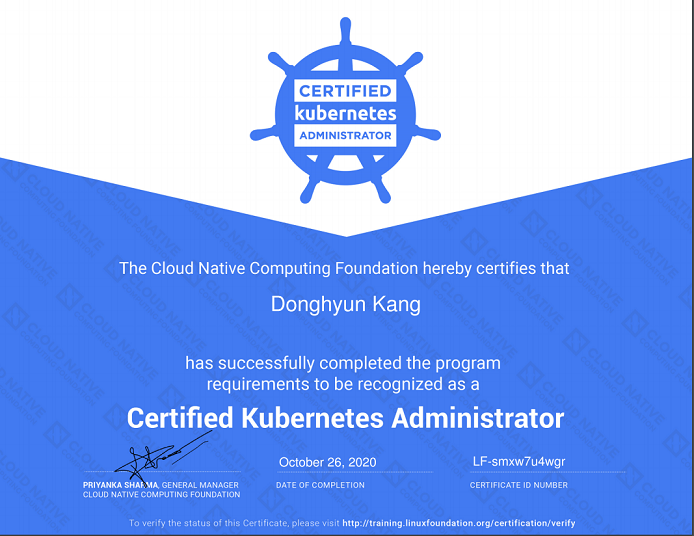 CERTIFIED
kubernetes
ADMINISTRATOR
The Cloud Native Computing Foundation hereby certifies that
Donghyun Kang
has successfully completed the program
requirements to be recognized as a
Certified Kubernetes Administrator
October 26, 2020
LF-smxw7u4wgr
PRIYANKA SHARMA, GENERAL MANAGER
CLOUD NATIVE COMPUTING FOUNDATION
DATE OF COMPLETION
CERTIFICATE ID NUMBER
To verify the status of this Certificate, please visit http://training.linuxfoundation.org/certification/verify